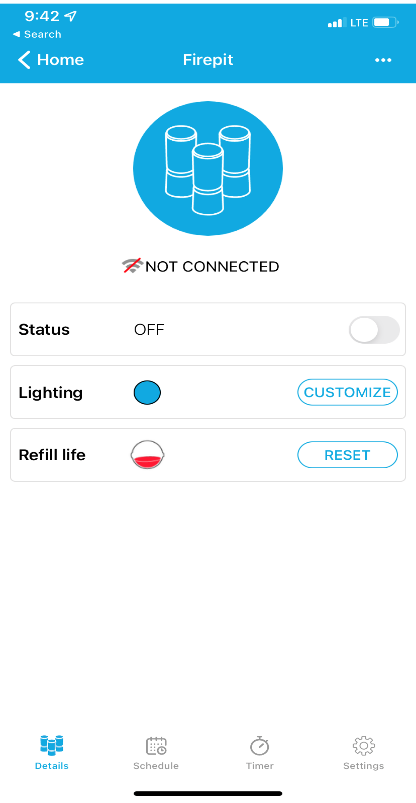 9:42
LTE
◄ Search
Home
Firepit
NOT CONNECTED
Status OFF
Lighting CUSTOMIZE
Refill life RESET
Details Schedule Timer Settings